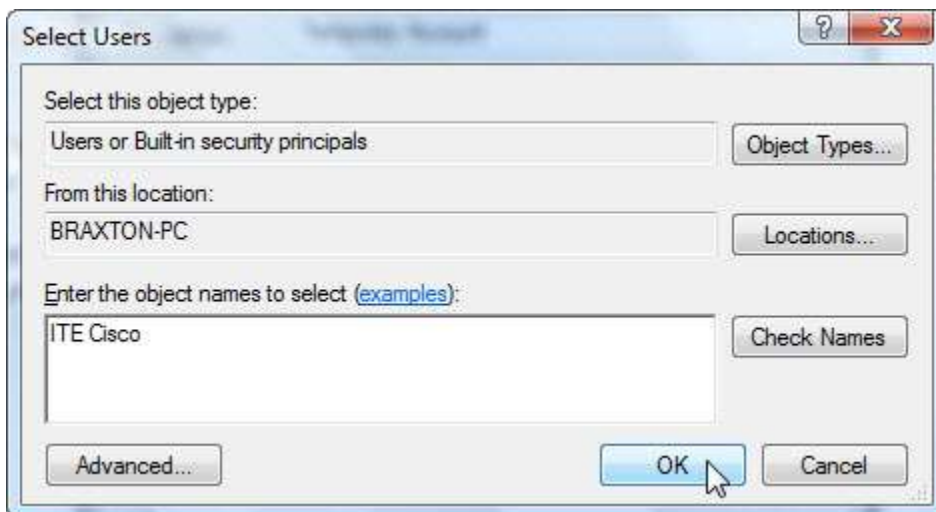 Select Users
Select this object type:
Users or Built-in security principals
Object Types...
From this location:
BRAXTON-PC
Locations...
Enter the object names to select (examples):
ITE Cisco
Check Names
Advanced...
OK
Cancel